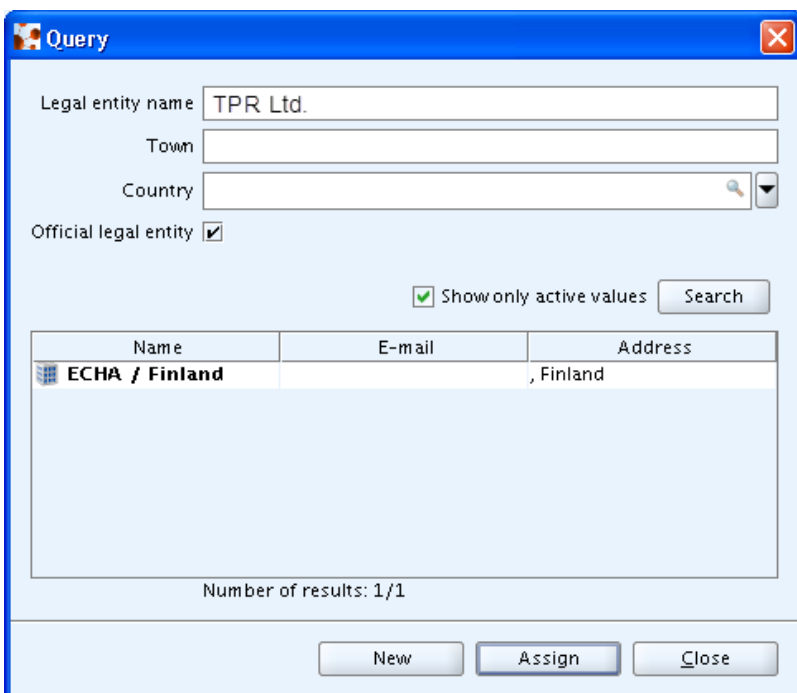 Query
Legal entity name TPR Ltd.
Town
Country
Official legal entity
Show only active values Search
Name E-mail Address
ECHA / Finland , Finland
Number of results: 1/1
New Assign Close